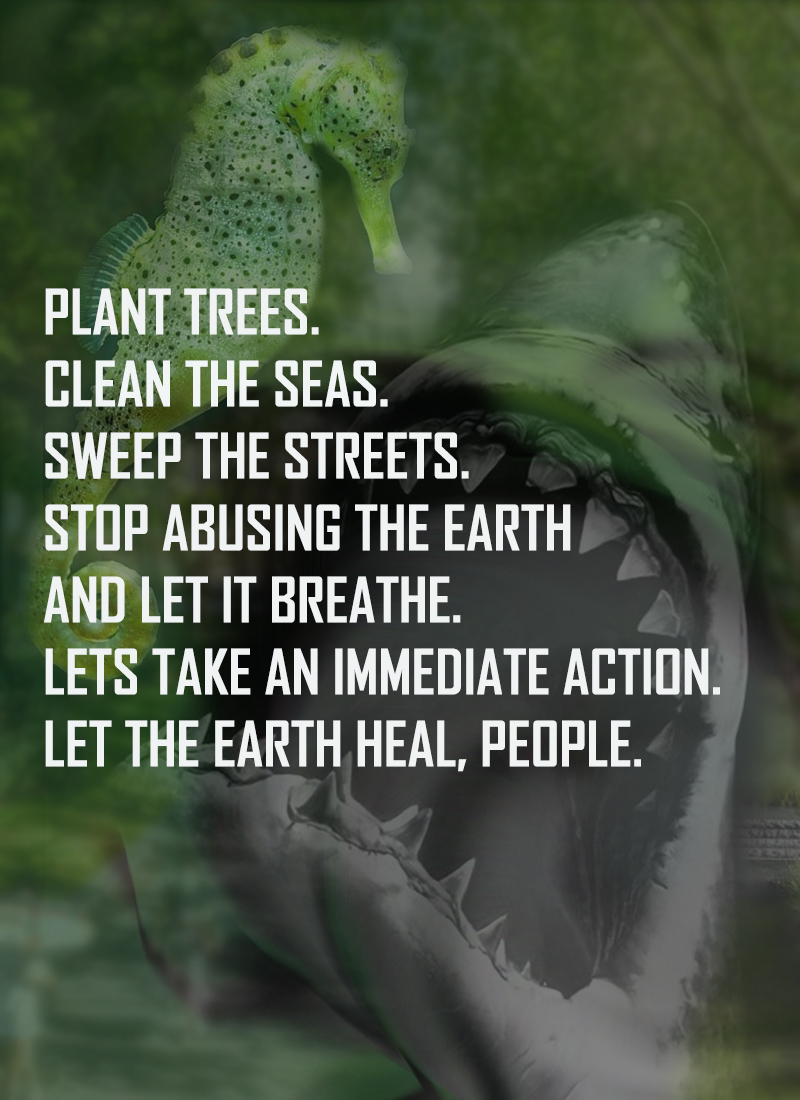 PLANT TREES.
CLEAN THE SEAS.
SWEEP THE STREETS.
STOP ABUSING THE EARTH
AND LET IT BREATHE.
LETS TAKE AN IMMEDIATE ACTION.
LET THE EARTH HEAL, PEOPLE.